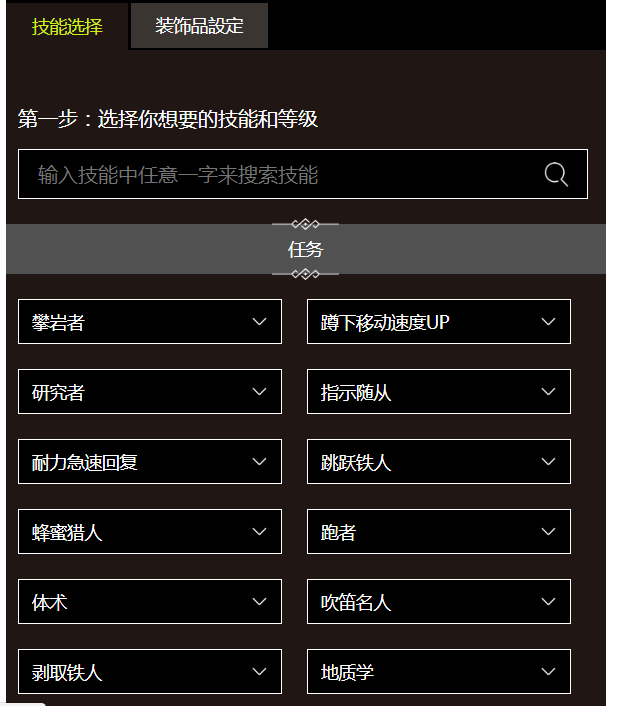 技能选择 装饰品設定
第一步：选择你想要的技能和等级
输入技能中任意一字来搜索技能
任务
攀岩者 蹲下移动速度UP
研究者 指示随从
耐力急速回复 跳跃铁人
蜂蜜猎人 跑者
体术 吹笛名人
剥取铁人 地质学